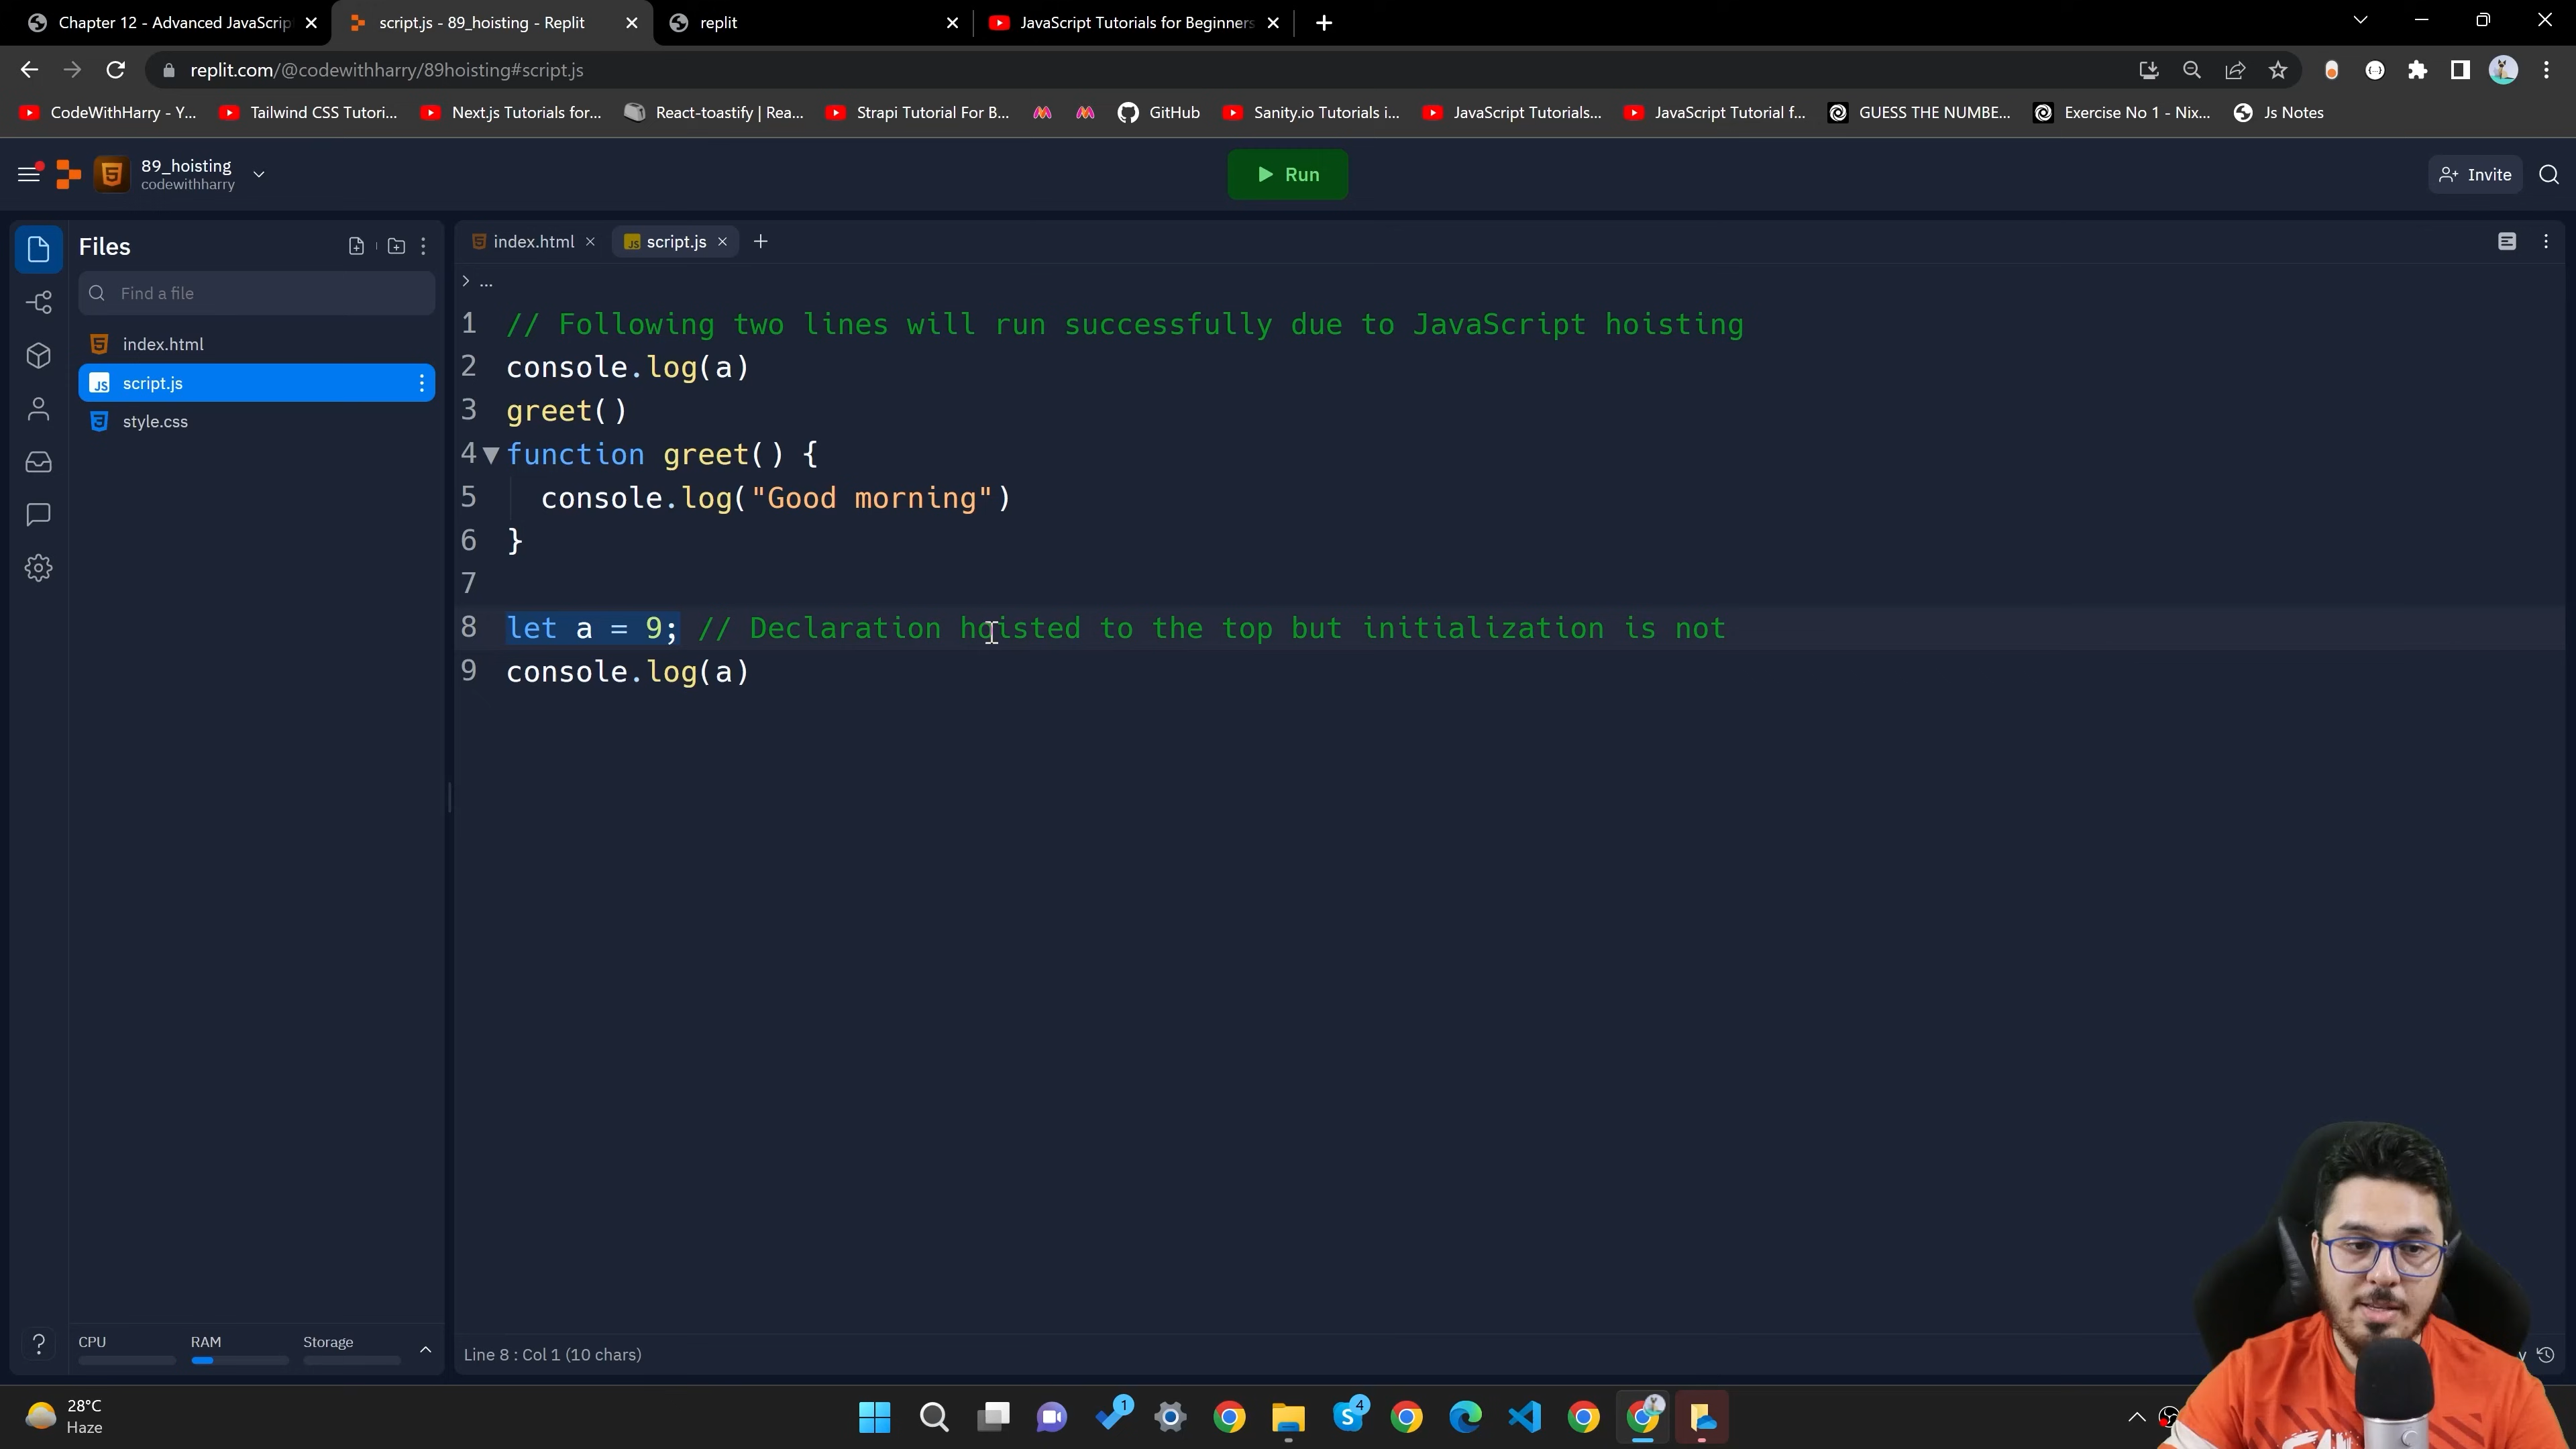 Chapter 12 - Advanced JavaScrip
script.js - 89_hoisting - Replit
replit
JavaScript Tutorials for Beginners
replit.com/@codewithharry/89hoisting#script.js
CodeWithHarry - Y...
Tailwind CSS Tutori...
Next.js Tutorials for...
React-toastify | Rea...
Strapi Tutorial For B...
GitHub
Sanity.io Tutorials i...
JavaScript Tutorials...
JavaScript Tutorial f...
GUESS THE NUMBE...
Exercise No 1 - Nix...
Js Notes
89_hoisting
codewithharry
Run
Invite
Files
Find a file
index.html
script.js
style.css
index.html
script.js
...
1 // Following two lines will run successfully due to JavaScript hoisting
2 console.log(a)
3 greet()
4 function greet() {
5 console.log("Good morning")
6 }
7
8 let a = 9; // Declaration hoisted to the top but initialization is not
9 console.log(a)
CPU
RAM
Storage
Line 8 : Col 1 (10 chars)
28°C
Haze
1
4